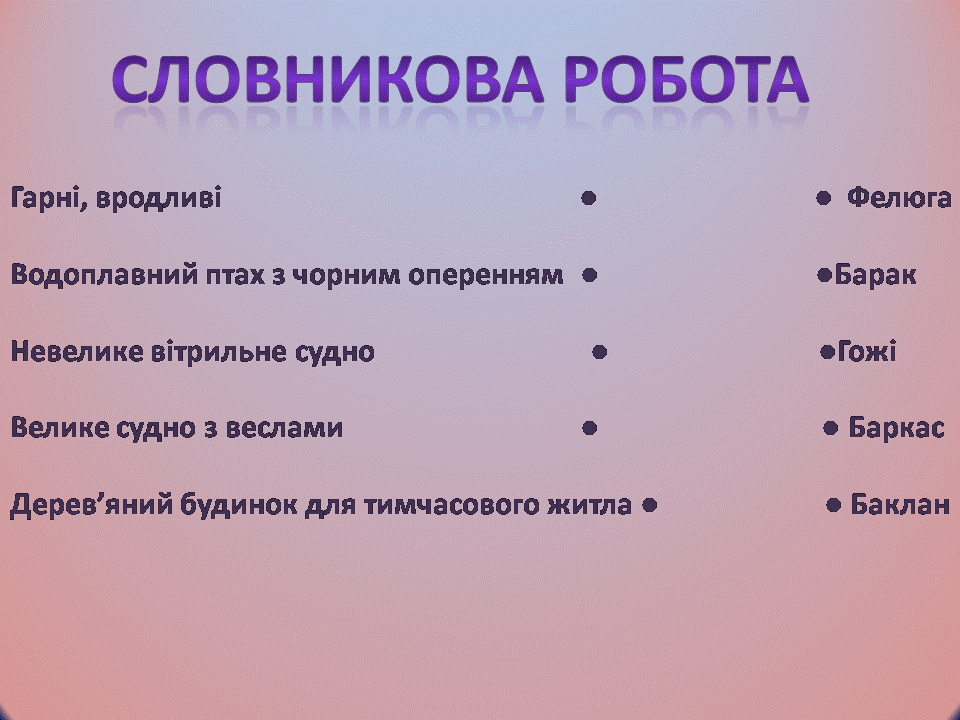 СЛОВНИКОВА РОБОТА
Гарні, вродливі ● ● Фелюга
Водоплавний птах з чорним оперенням ● ●Барак
Невелике вітрильне судно ● ●Гожі
Велике судно з веслами ● ● Баркас
Дерев’яний будинок для тимчасового житла ● ● Баклан